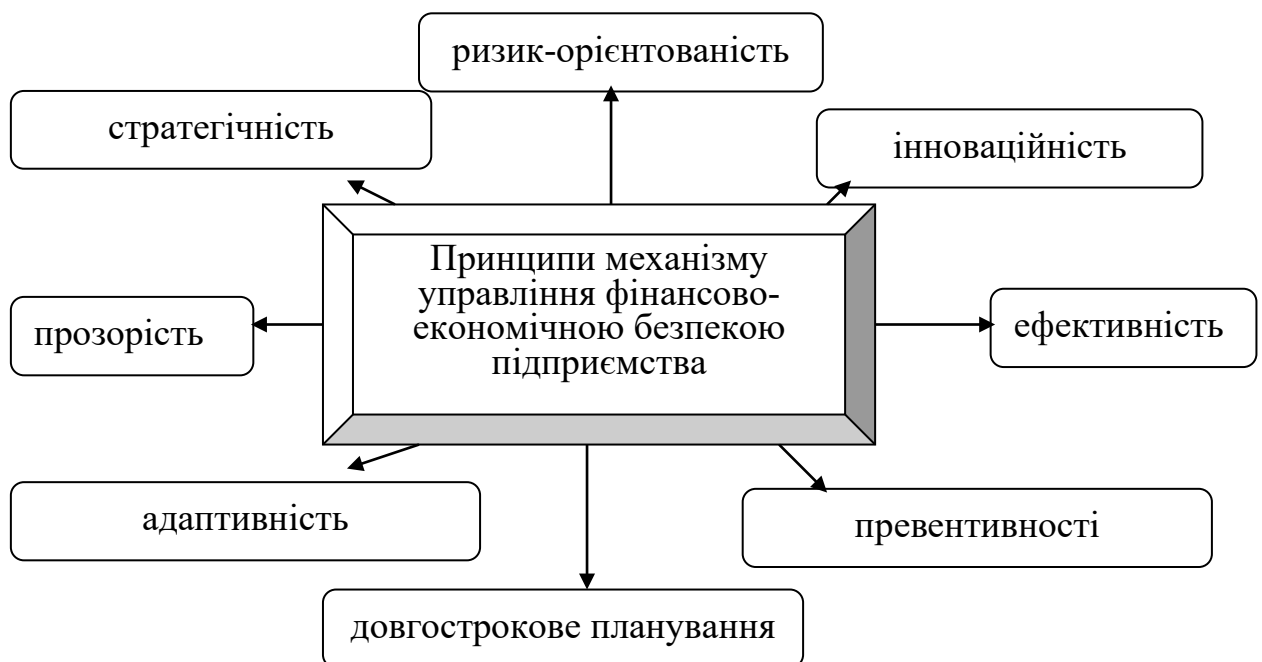 ризик-орієнтованість
стратегічність
інноваційність
Принципи механізму
управління фінансово-
економічною безпекою
підприємства
прозорість
ефективність
адаптивність
превентивності
довгострокове планування